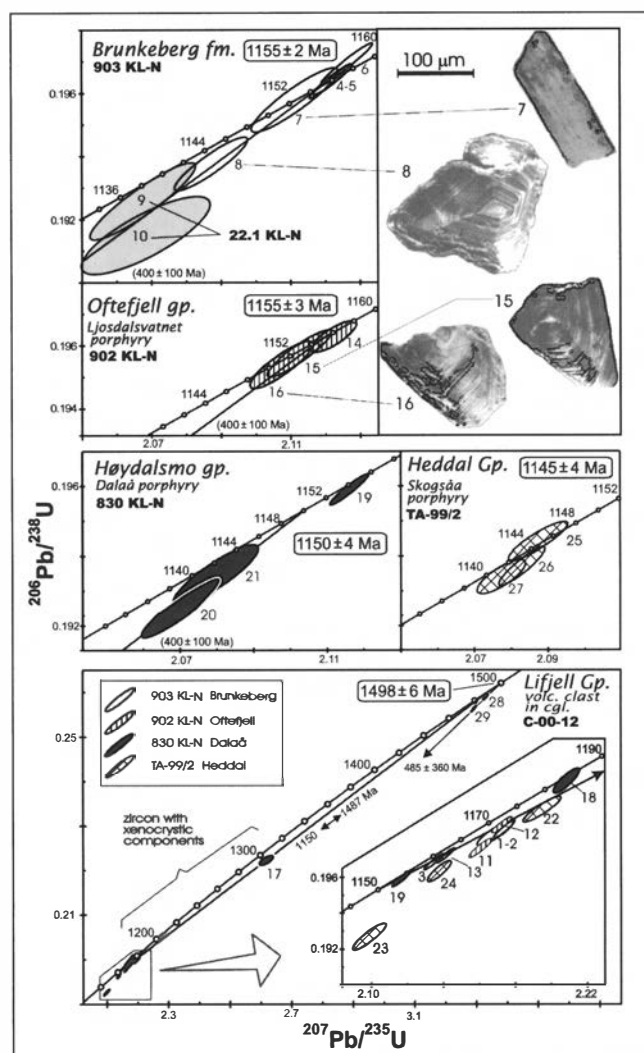 Brunkeberg fm.
903 KL-N
1155 ± 2 Ma
1160
6
4-5
1152
7
0.196
1144
8
1136
9
0.192
10
22.1 KL-N
(400 ± 100 Ma)
100 µm
7
8
15
16
Oftefjell gp.
Ljosdalsvatnet
porphyry
902 KL-N
1155 ± 3 Ma
1160
1152
14
0.196
15
16
1144
0.194
(400 ± 100 Ma)
2.07
2.11
Høydalsmo gp.
Dalaå porphyry
830 KL-N
1152
19
0.196
1148
1144
1150 ± 4 Ma
1140
21
20
0.192
(400 ± 100 Ma)
2.07
2.11
Heddal Gp.
Skogsåa
porphyry
TA-99/2
1145 ± 4 Ma
1152
1148
1144
25
26
1140
27
2.07
2.09
206Pb/238U
903 KL-N Brunkeberg
902 KL-N Oftefjell
830 KL-N Dalaå
TA-99/2 Heddal
1498 ± 6 Ma
1500
Lifjell Gp.
volc. clast
in cgl.
C-00-12
28
29
0.25
1400
485 ± 360 Ma
zircon with
xenocrystic
components
1150
1487 Ma
1300
17
0.21
1200
1190
18
1170
22
12
1-2
11
0.196
1150
3
13
19
24
0.192
23
2.10
2.22
2.3
2.7
3.1
207Pb/235U